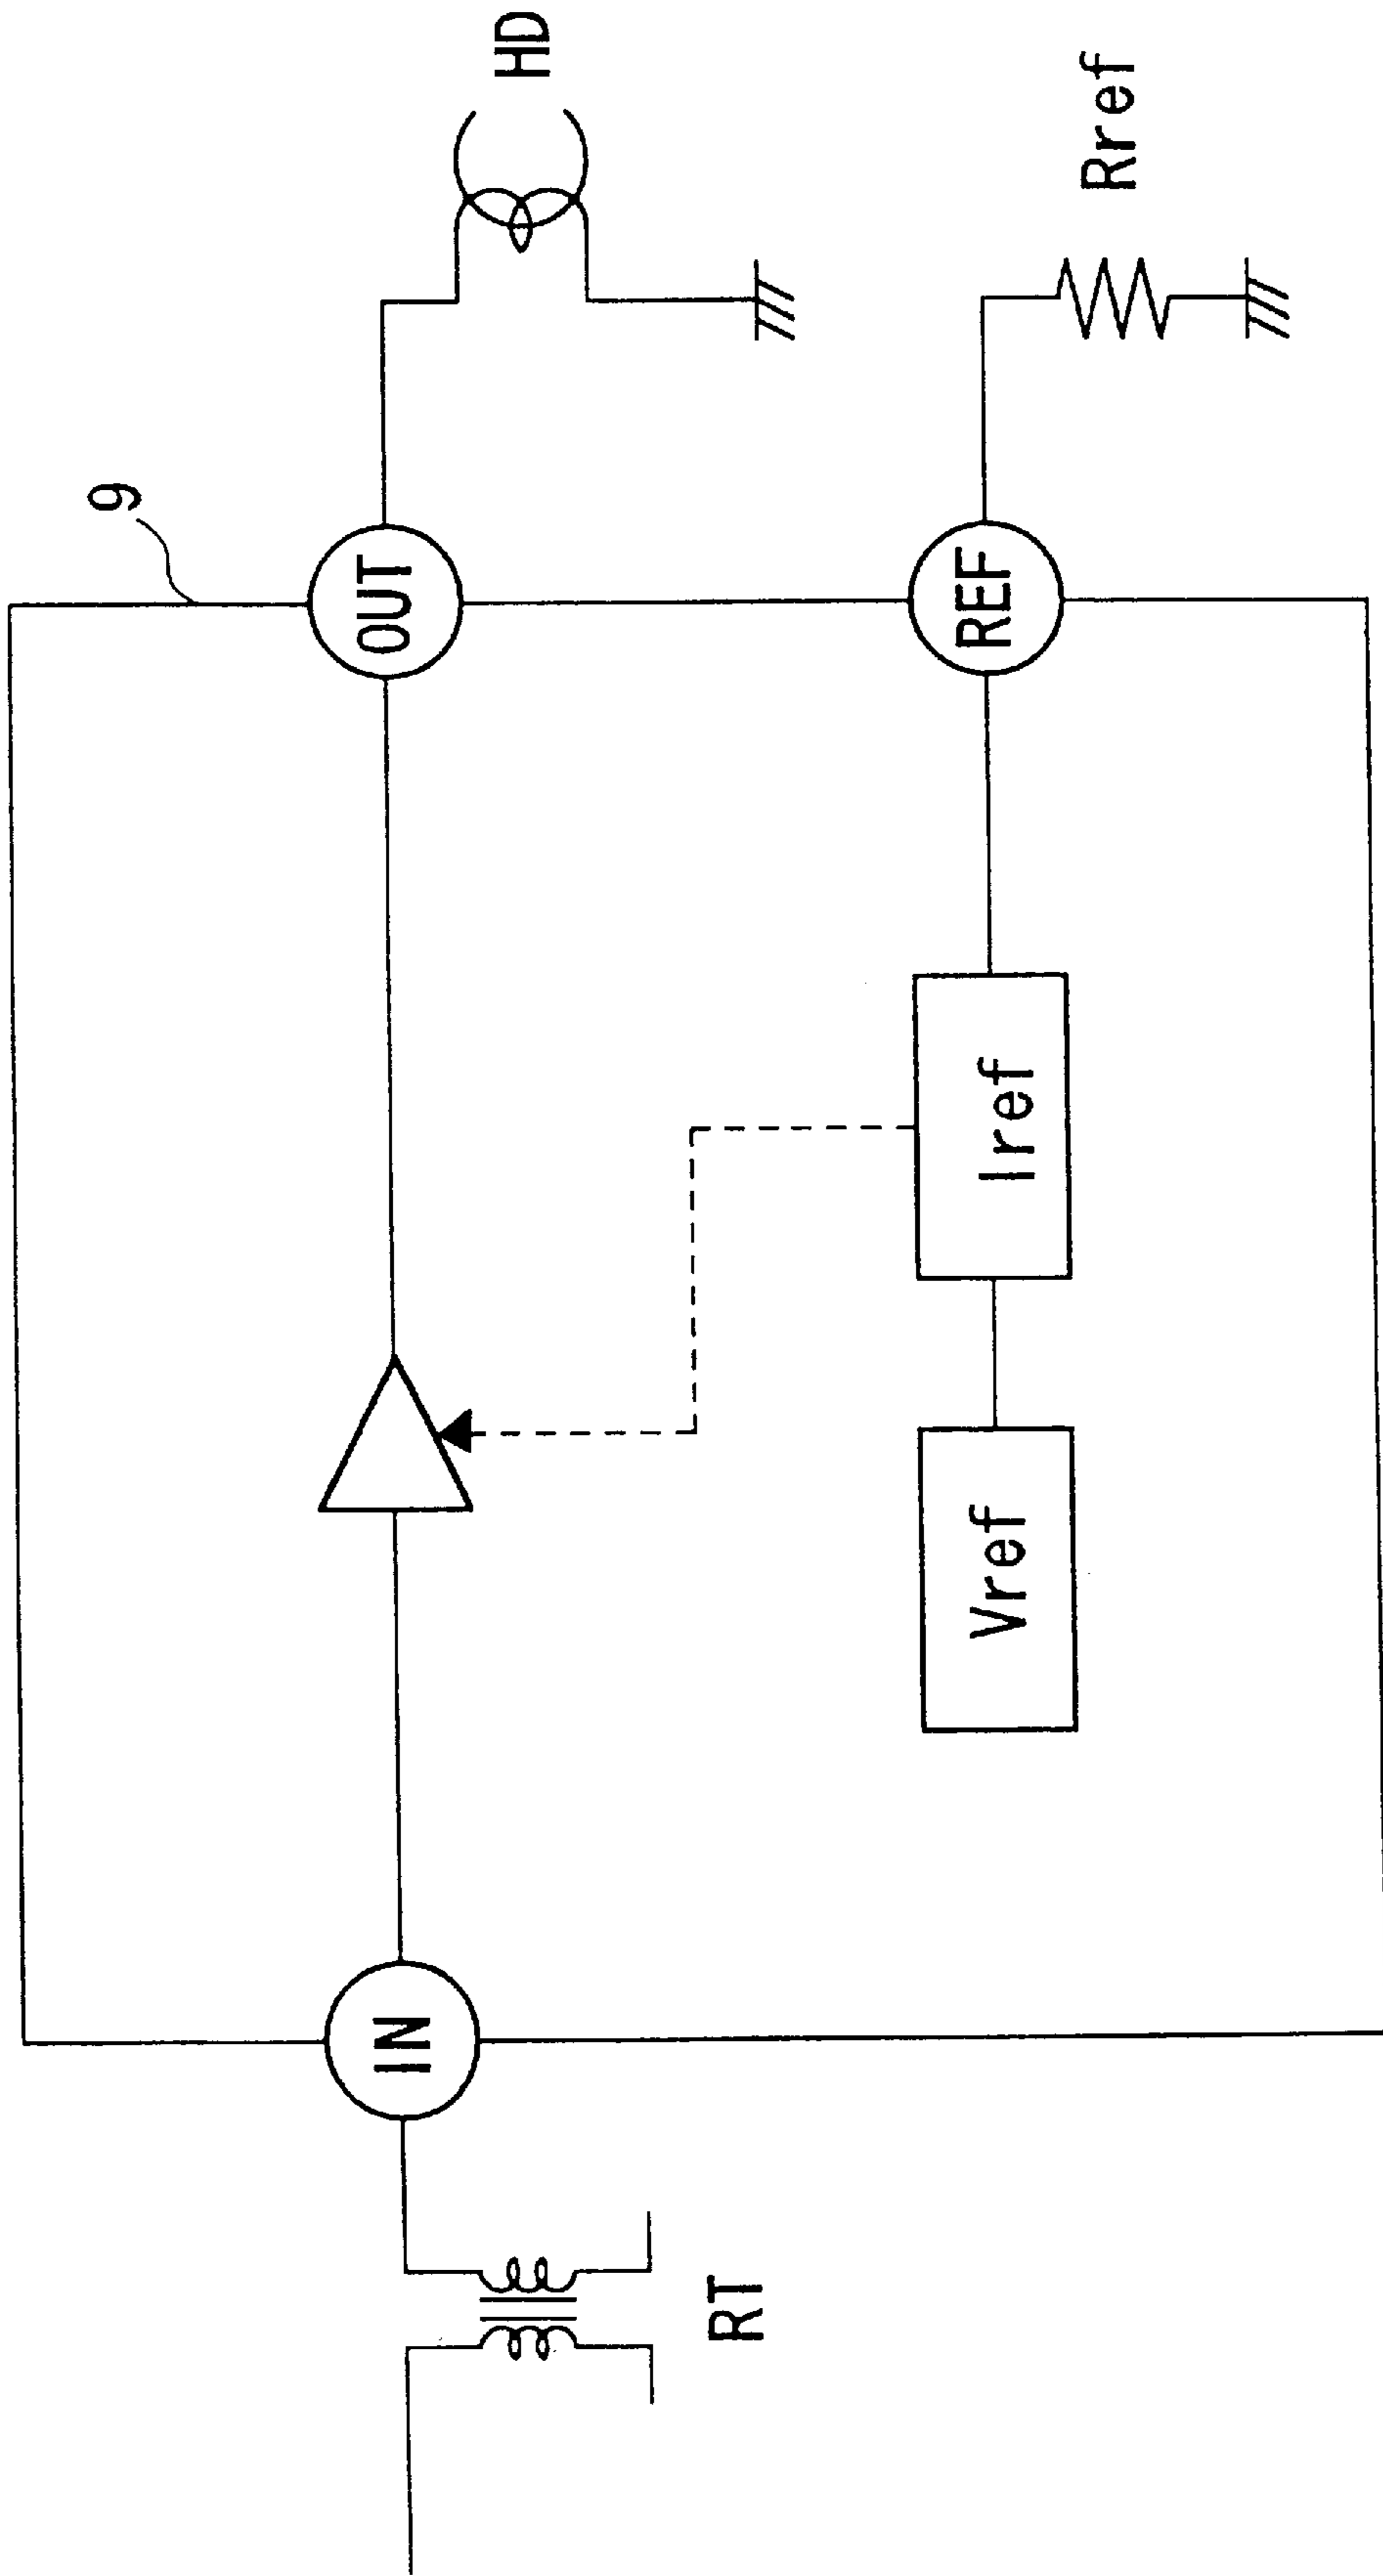 9
IN
OUT
HD
RT
Vref
Iref
REF
Rref